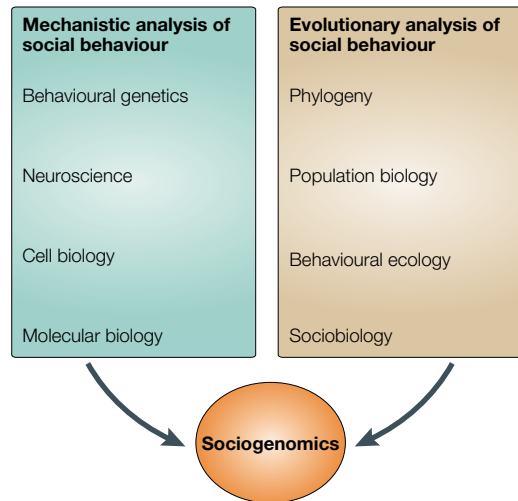 Mechanistic analysis of
social behaviour
Behavioural genetics
Neuroscience
Cell biology
Molecular biology
Evolutionary analysis of
social behaviour
Phylogeny
Population biology
Behavioural ecology
Sociobiology
Sociogenomics